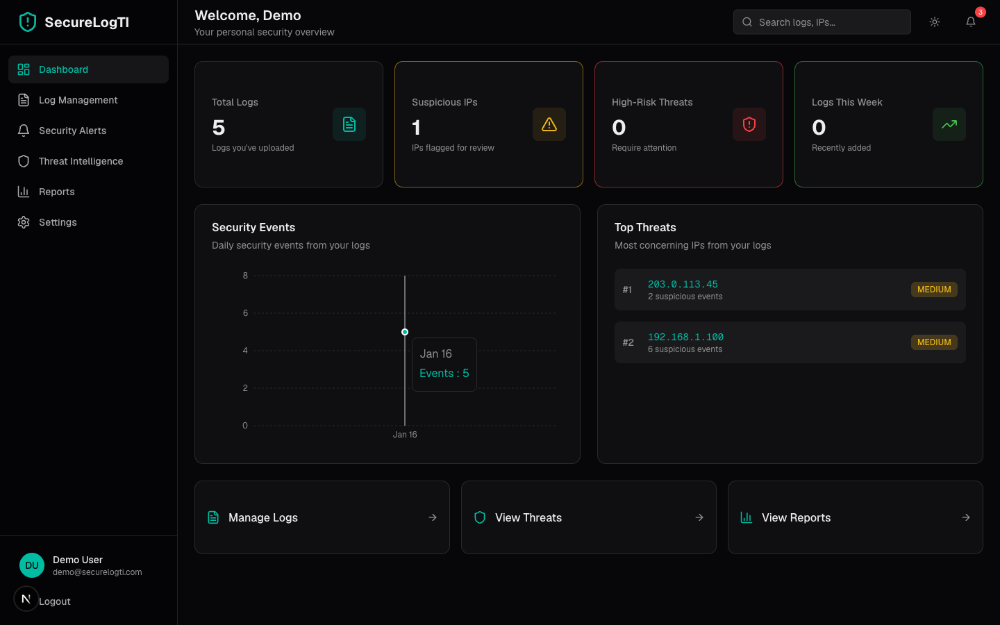 SecureLogTI
Dashboard
Log Management
Security Alerts
Threat Intelligence
Reports
Settings
DU
Demo User
demo@securelogti.com
N
Logout
Welcome, Demo
Your personal security overview
Search logs, IPs...
3
Total Logs
5
Logs you've uploaded
Suspicious IPs
1
IPs flagged for review
High-Risk Threats
0
Require attention
Logs This Week
0
Recently added
Security Events
Daily security events from your logs
8
6
4
2
0
Jan 16
Events : 5
Jan 16
Top Threats
Most concerning IPs from your logs
#1
203.0.113.45
2 suspicious events
MEDIUM
#2
192.168.1.100
6 suspicious events
MEDIUM
Manage Logs
View Threats
View Reports